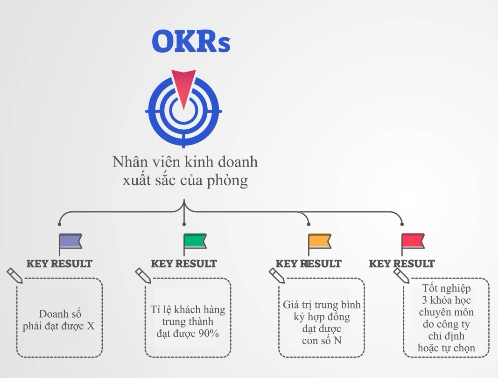 OKRs
Nhân viên kinh doanh
xuất sắc của phòng
KEY RESULT
KEY RESULT
KEY RESULT
KEY RESULT
Doanh số
phải đạt được X
Tỉ lệ khách hàng
trung thành
đạt được 90%
Giá trị trung bình
ký hợp đồng
đạt được
con số N
Tốt nghiệp
3 khóa học
chuyên môn
do công ty
chỉ định
hoặc tự chọn